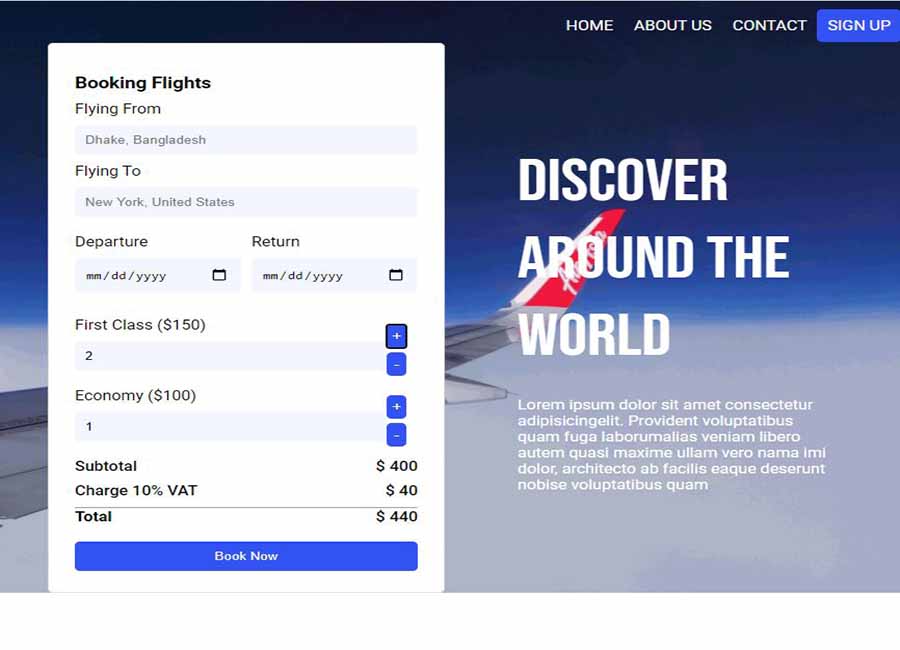 HOME ABOUT US CONTACT SIGN UP
Booking Flights
Flying From
Dhake, Bangladesh
Flying To
New York, United States
Departure Return
mm/dd/yyyy mm/dd/yyyy
First Class ($150)
+
2
-
Economy ($100)
+
1
-
Subtotal $ 400
Charge 10% VAT $ 40
Total $ 440
Book Now
DISCOVER
AROUND THE
WORLD
Lorem ipsum dolor sit amet consectetur
adipisicingelit. Provident voluptatibus
quam fuga laborumalias veniam libero
autem quasi maxime ullam vero nama imi
dolor, architecto ab facilis eaque deserunt
nobise voluptatibus quam